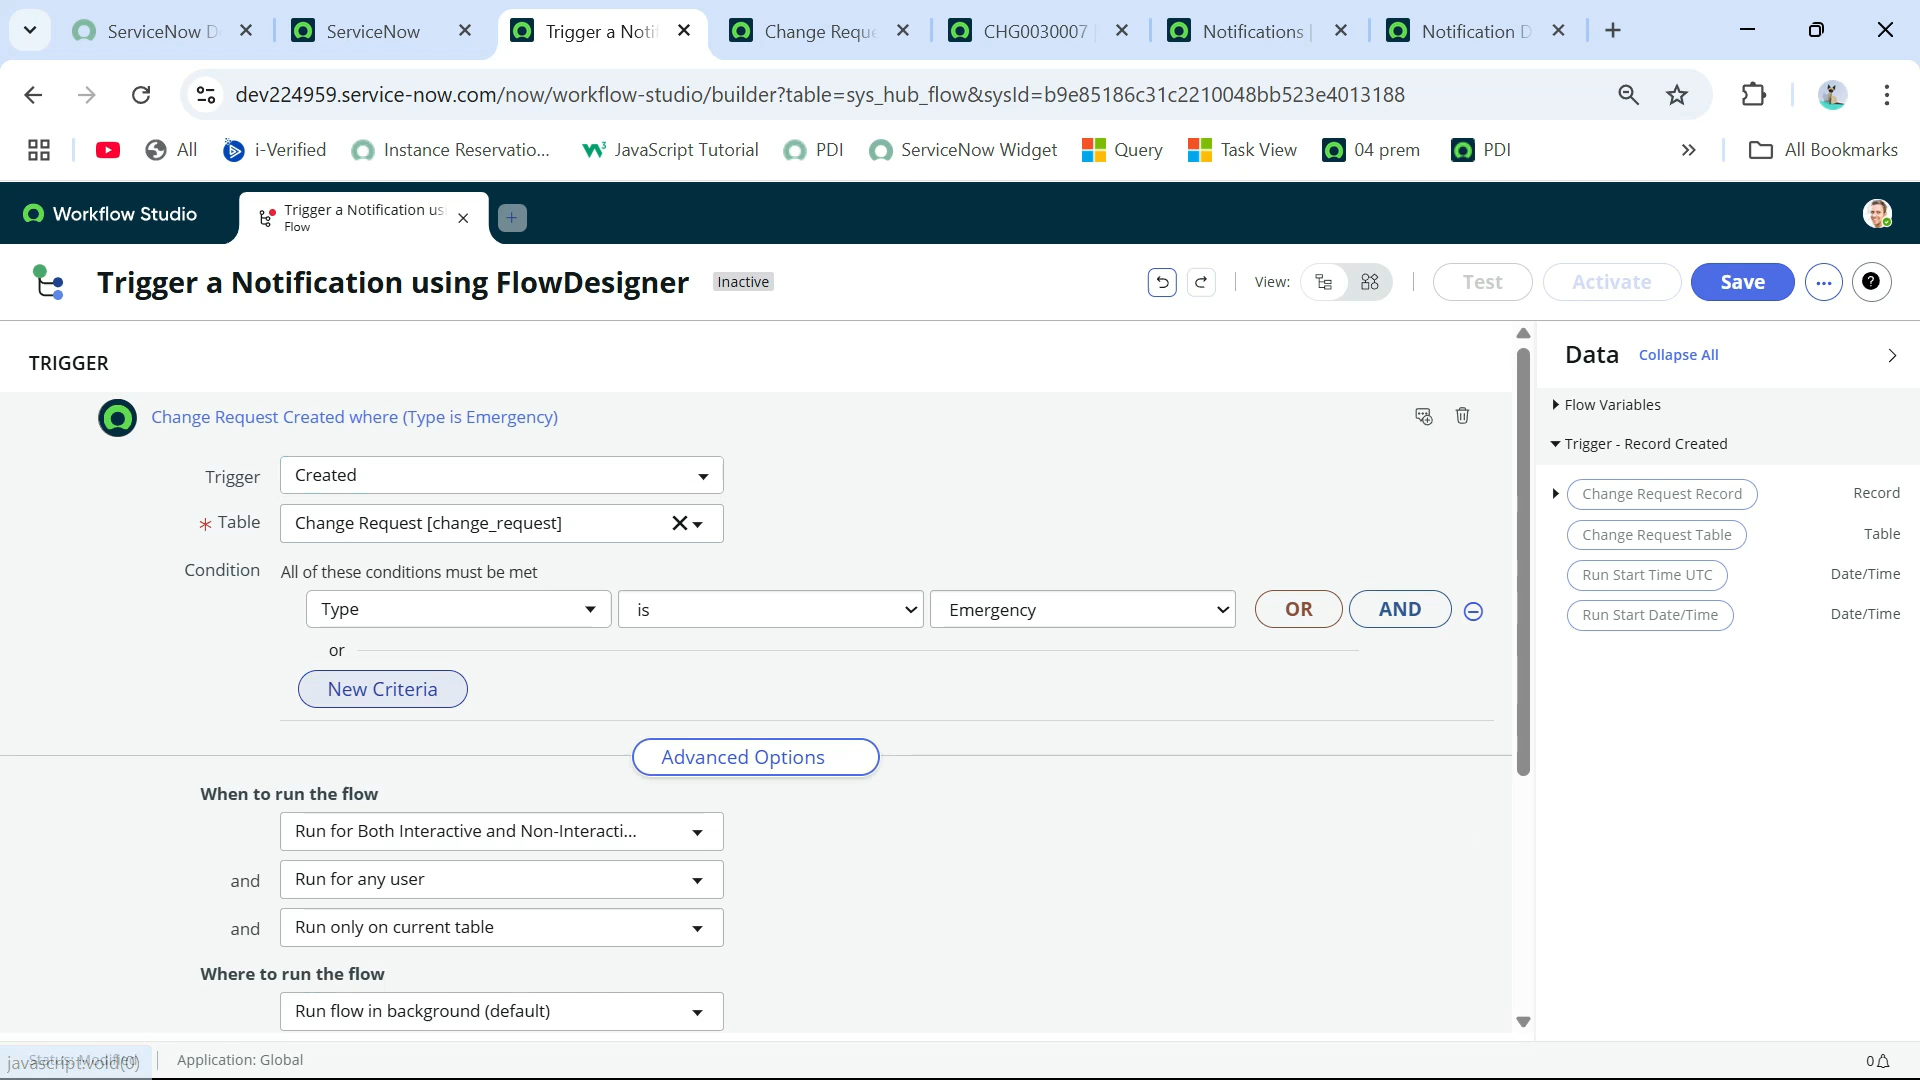 ServiceNow D
ServiceNow
Trigger a Noti
Change Reque
CHG0030007
Notifications
Notification D
dev224959.service-now.com/now/workflow-studio/builder?table=sys_hub_flow&sysId=b9e85186c31c2210048bb523e4013188
All
i-Verified
Instance Reservatio...
JavaScript Tutorial
PDI
ServiceNow Widget
Query
Task View
04 prem
PDI
»
All Bookmarks
Workflow Studio
Trigger a Notification us
Flow
Trigger a Notification using FlowDesigner
Inactive
View:
Test
Activate
Save
...
?
TRIGGER
Data
Collapse All
Change Request Created where (Type is Emergency)
Flow Variables
Trigger - Record Created
Trigger
Created
Change Request Record
Record
* Table
Change Request [change_request]
Change Request Table
Table
Condition
All of these conditions must be met
Run Start Time UTC
Date/Time
Type
is
Emergency
OR
AND
Run Start Date/Time
Date/Time
or
New Criteria
Advanced Options
When to run the flow
Run for Both Interactive and Non-Interacti...
and
Run for any user
and
Run only on current table
Where to run the flow
Run flow in background (default)
Status: Modified
javascript:void(0)
Application: Global
0